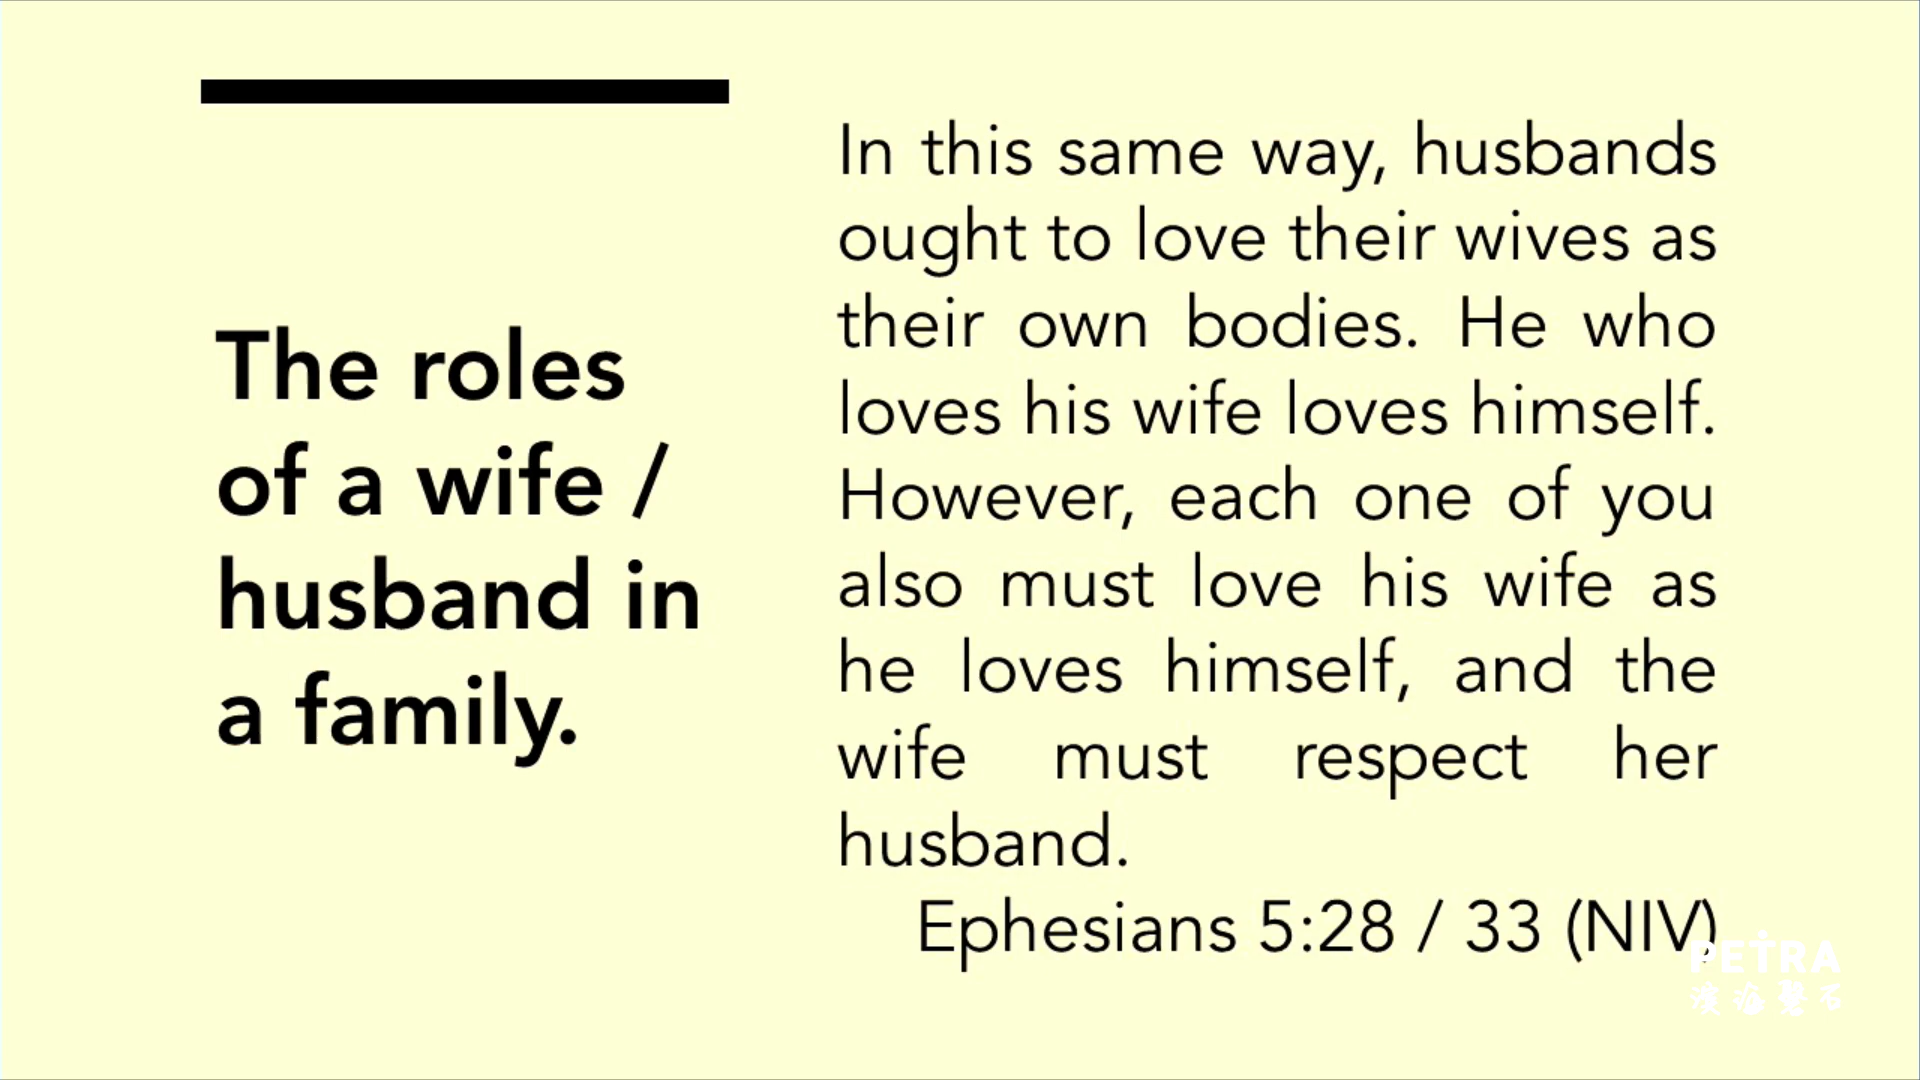 The roles
of a wife /
husband in
a family.
In this same way, husbands
ought to love their wives as
their own bodies. He who
loves his wife loves himself.
However, each one of you
also must love his wife as
he loves himself, and the
wife must respect her
husband.
Ephesians 5:28 / 33 (NIV)
PETRA